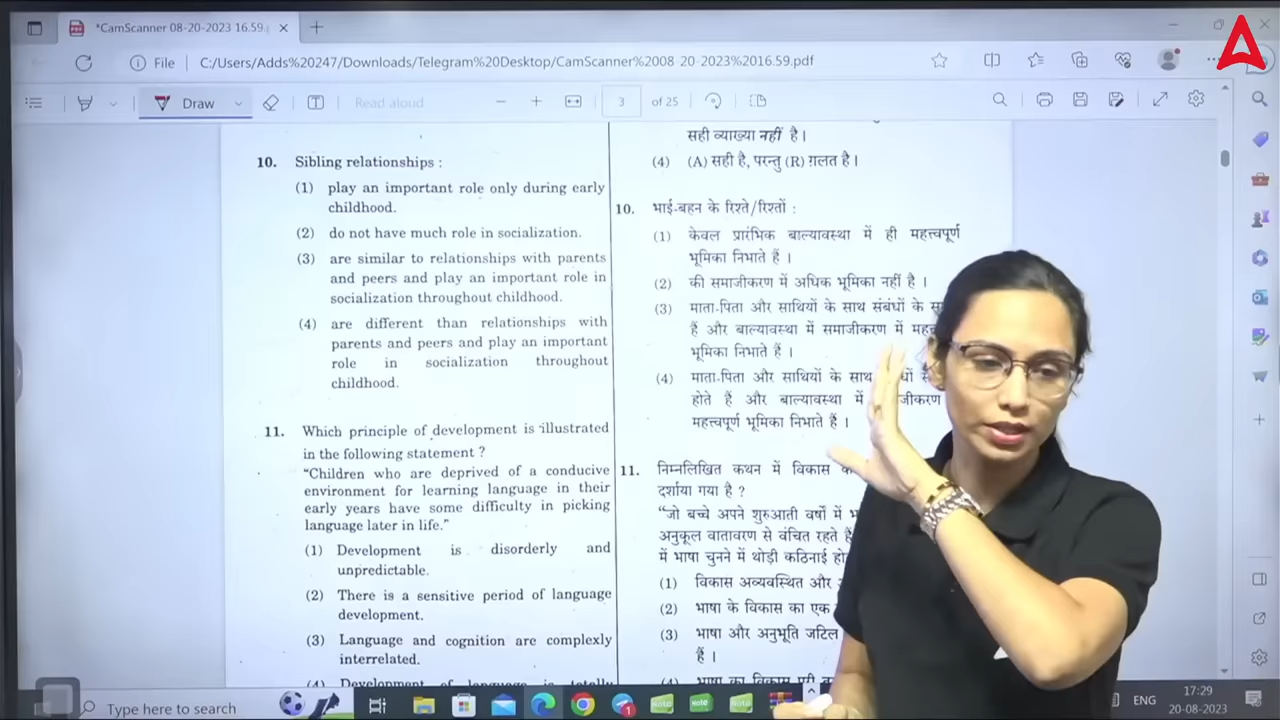 *CamScanner 08-20-2023 16.59.
File
C:/Users/Adds%20247/Downloads/Telegram%20Desktop/CamScanner%2008-20-2023%2016.59.pdf
Draw
Read aloud
3
of 25
10. Sibling relationships :
(1) play an important role only during early
childhood.
(2) do not have much role in socialization.
(3) are similar to relationships with parents
and peers and play an important role in
socialization throughout childhood.
(4) are different than relationships with
parents and peers and play an important
role in socialization throughout
childhood.
11. Which principle of development is illustrated
in the following statement ?
"Children who are deprived of a conducive
environment for learning language in their
early years have some difficulty in picking
language later in life."
(1) Development is disorderly and
unpredictable.
(2) There is a sensitive period of language
development.
(3) Language and cognition are complexly
interrelated.
(4) Development of language is totally
सही व्याख्या नहीं है।
(4) (A) सही है, परन्तु (R) ग़लत है।
10. भाई-बहन के रिश्ते/रिश्तों :
(1) केवल प्रारंभिक बाल्यावस्था में ही महत्त्वपूर्ण
भूमिका निभाते हैं ।
(2) की समाजीकरण में अधिक भूमिका नहीं है ।
(3) माता-पिता और साथियों के साथ संबंधों के
हैं और बाल्यावस्था में समाजीकरण में
भूमिका निभाते हैं ।
(4) माता-पिता और साथियों के साथ
होते हैं और बाल्यावस्था में
महत्त्वपूर्ण भूमिका निभाते हैं ।
11. निम्नलिखित कथन में विकास
दर्शाया गया है ?
"जो बच्चे अपने शुरुआती वर्षों में
अनुकूल वातावरण से वंचित रहते हैं
में भाषा चुनने में थोड़ी कठिनाई
(1) विकास अव्यवस्थित और
(2) भाषा के विकास का एक
(3) भाषा और अनुभूति जटिल
हैं ।
(4) भाषा का विकास पूरी
Type here to search
ENG
17:29
20-08-2023